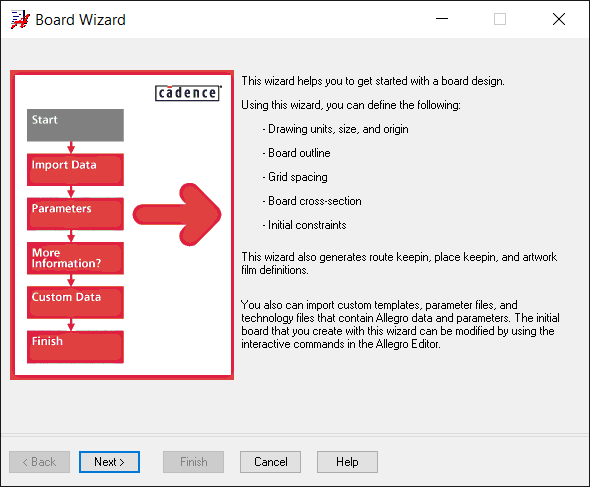 Board Wizard
cādence
Start
Import Data
Parameters
More
Information?
Custom Data
Finish
This wizard helps you to get started with a board design.
Using this wizard, you can define the following:
- Drawing units, size, and origin
- Board outline
- Grid spacing
- Board cross-section
- Initial constraints
This wizard also generates route keepin, place keepin, and artwork
film definitions.
You also can import custom templates, parameter files, and
technology files that contain Allegro data and parameters. The initial
board that you create with this wizard can be modified by using the
interactive commands in the Allegro Editor.
< Back
Next >
Finish
Cancel
Help